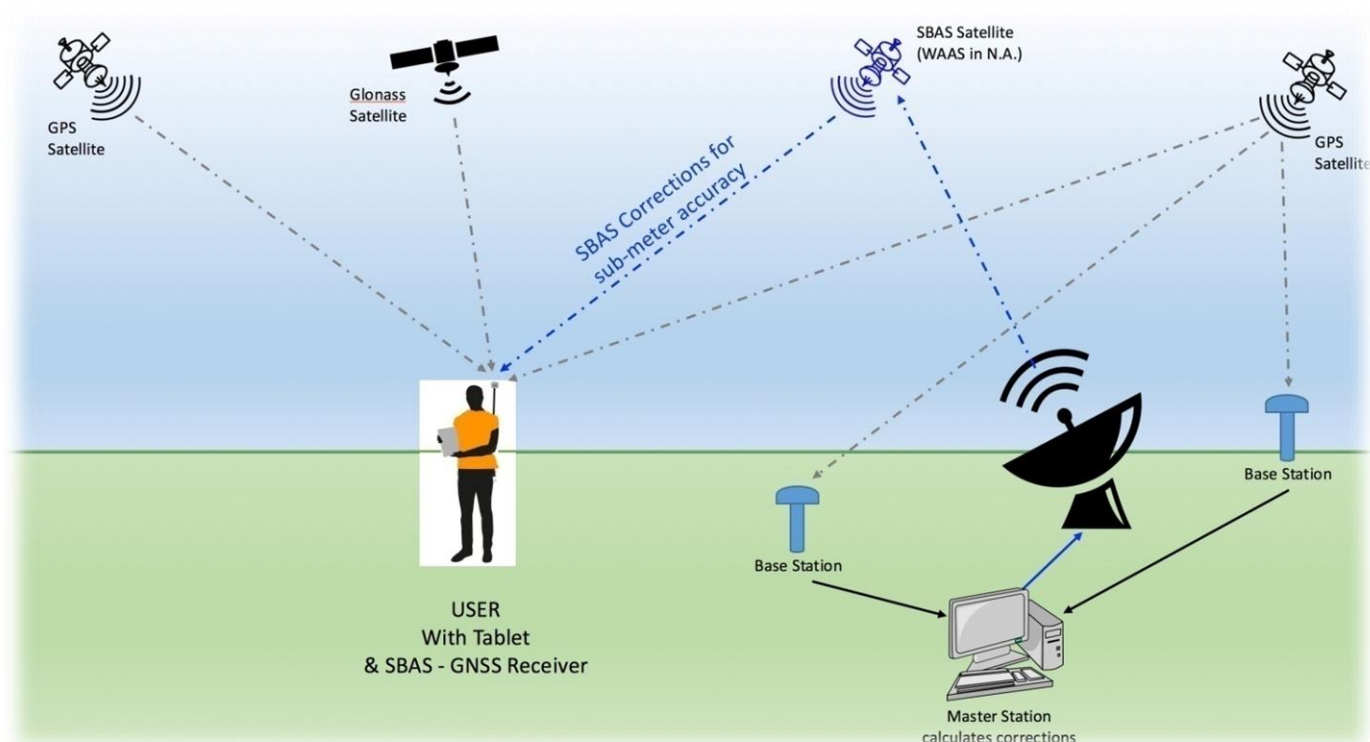 SBAS Satellite
(WAAS in N.A.)
Glonass
Satellite
GPS
Satellite
GPS
Satellite
SBAS Corrections for
sub-meter accuracy
Base Station
Base Station
USER
With Tablet
& SBAS - GNSS Receiver
Master Station
calculates corrections